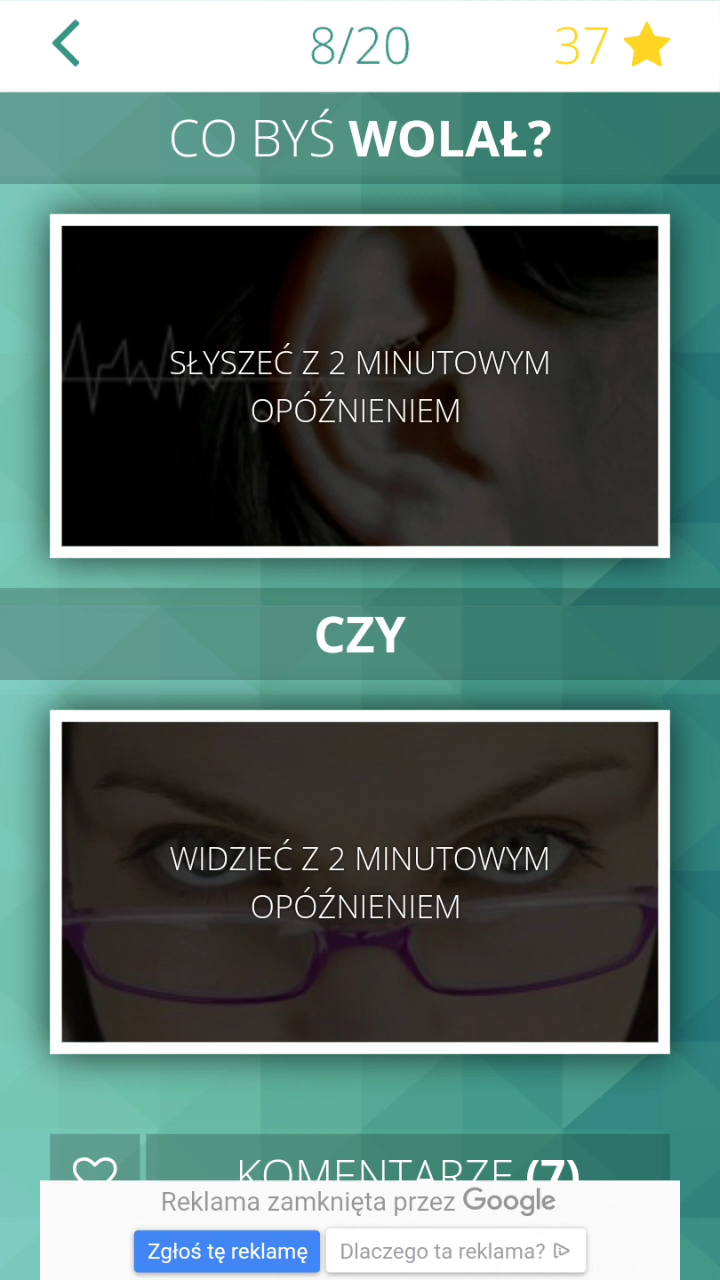 8/20
37
CO BYŚ WOLAŁ?
SŁYSZEĆ Z 2 MINUTOWYM
OPÓŹNIENIEM
CZY
WIDZIEĆ Z 2 MINUTOWYM
OPÓŹNIENIEM
KOMENTARZE (7)
Reklama zamknięta przez Google
Zgłoś tę reklamę
Dlaczego ta reklama?